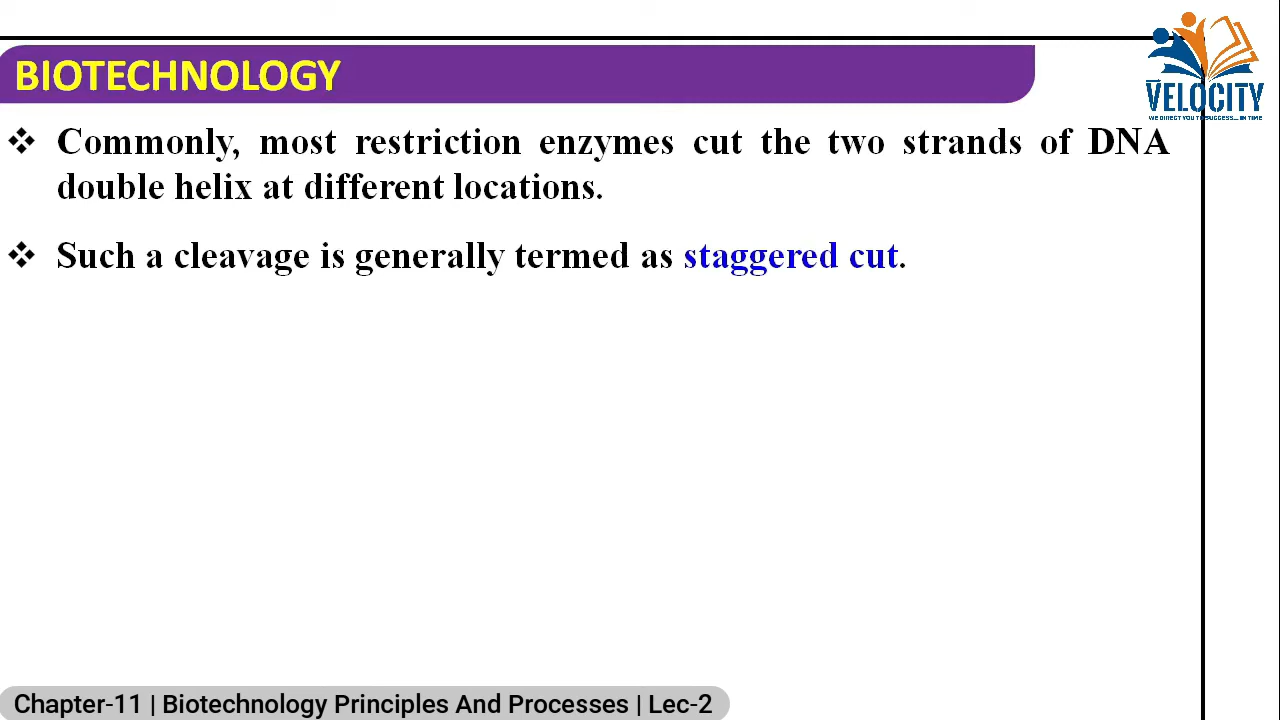 BIOTECHNOLOGY
VELOCITY
WE DIRECT YOU TO SUCCESS.... IN TIME
❖ Commonly, most restriction enzymes cut the two strands of DNA
double helix at different locations.
❖ Such a cleavage is generally termed as staggered cut.
Chapter-11 | Biotechnology Principles And Processes | Lec-2